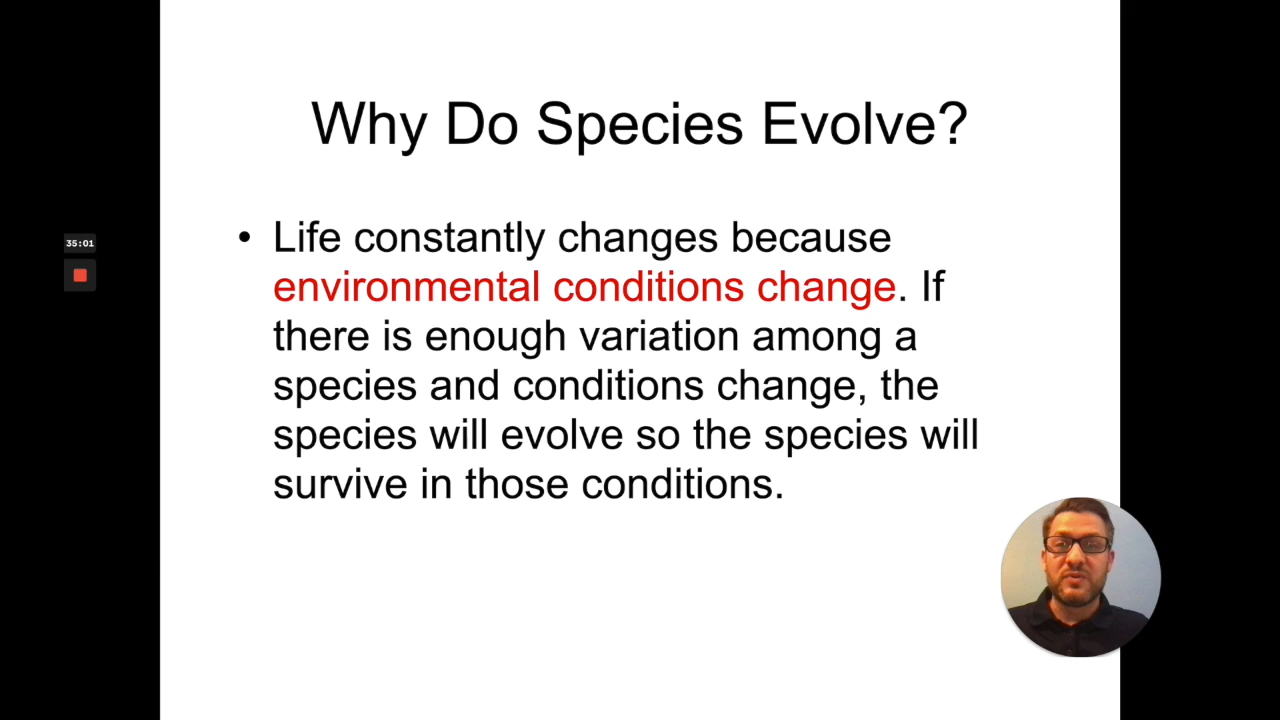 Why Do Species Evolve?
• Life constantly changes because
environmental conditions change. If
there is enough variation among a
species and conditions change, the
species will evolve so the species will
survive in those conditions.
35:01